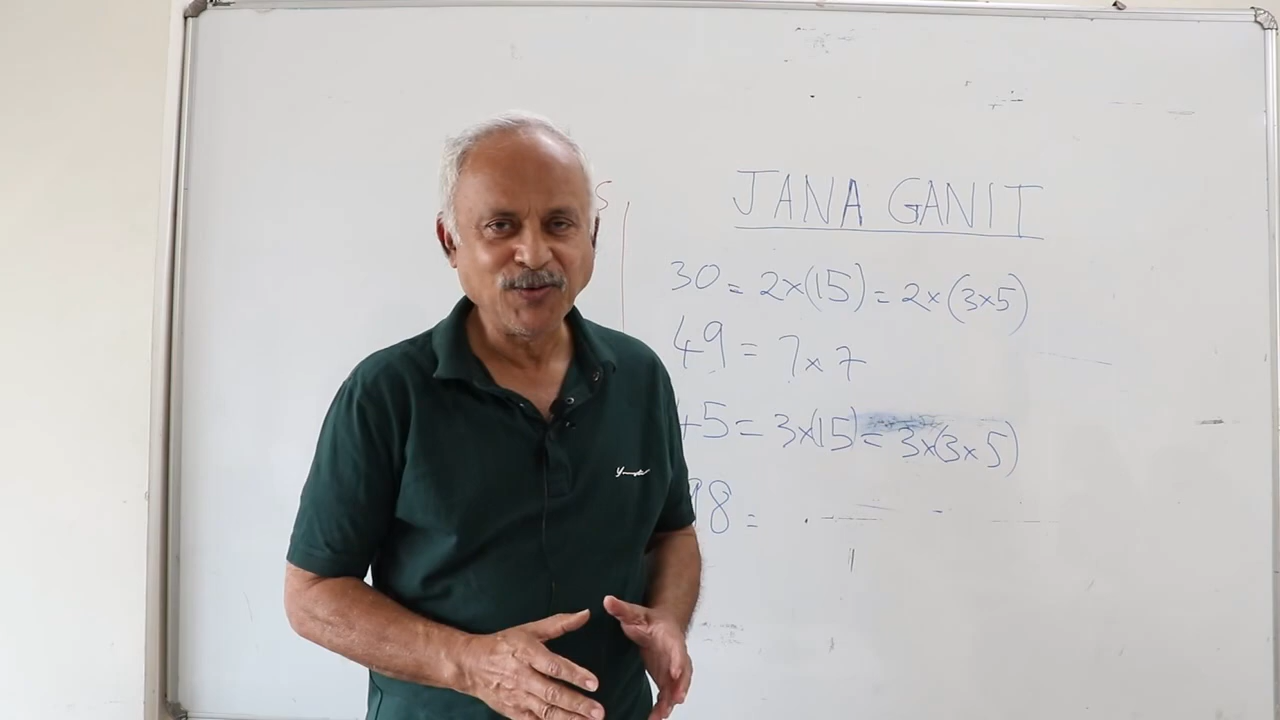 S
JANA GANIT
30 = 2×(15) = 2×(3×5)
49 = 7×7
45 = 3×(15) = 3×(3×5)
98 =